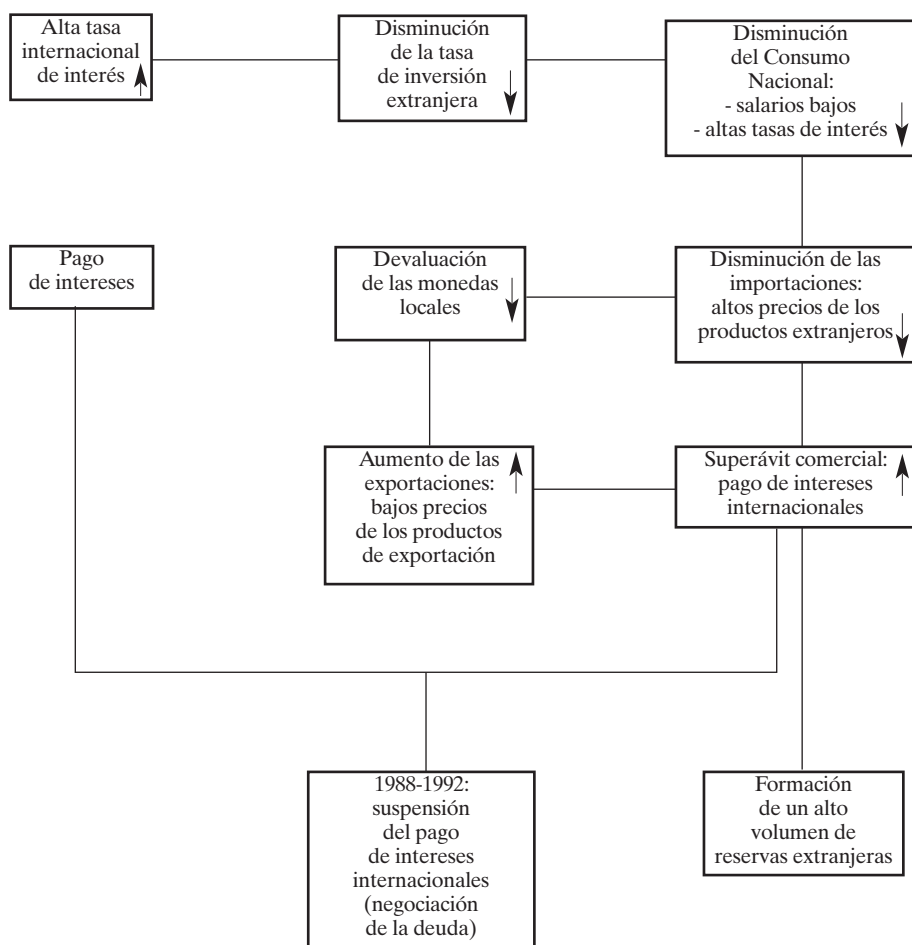 Alta tasa
internacional
de interés
Disminución
de la tasa
de inversión
extranjera
Disminución
del Consumo
Nacional:
- salarios bajos
- altas tasas de interés
Pago
de intereses
Devaluación
de las monedas
locales
Disminución de las
importaciones:
altos precios de los
productos extranjeros
Aumento de las
exportaciones:
bajos precios
de los productos
de exportación
Superávit comercial:
pago de intereses
internacionales
1988-1992:
suspensión
del pago
de intereses
internacionales
(negociación
de la deuda)
Formación
de un alto
volumen de
reservas extranjeras